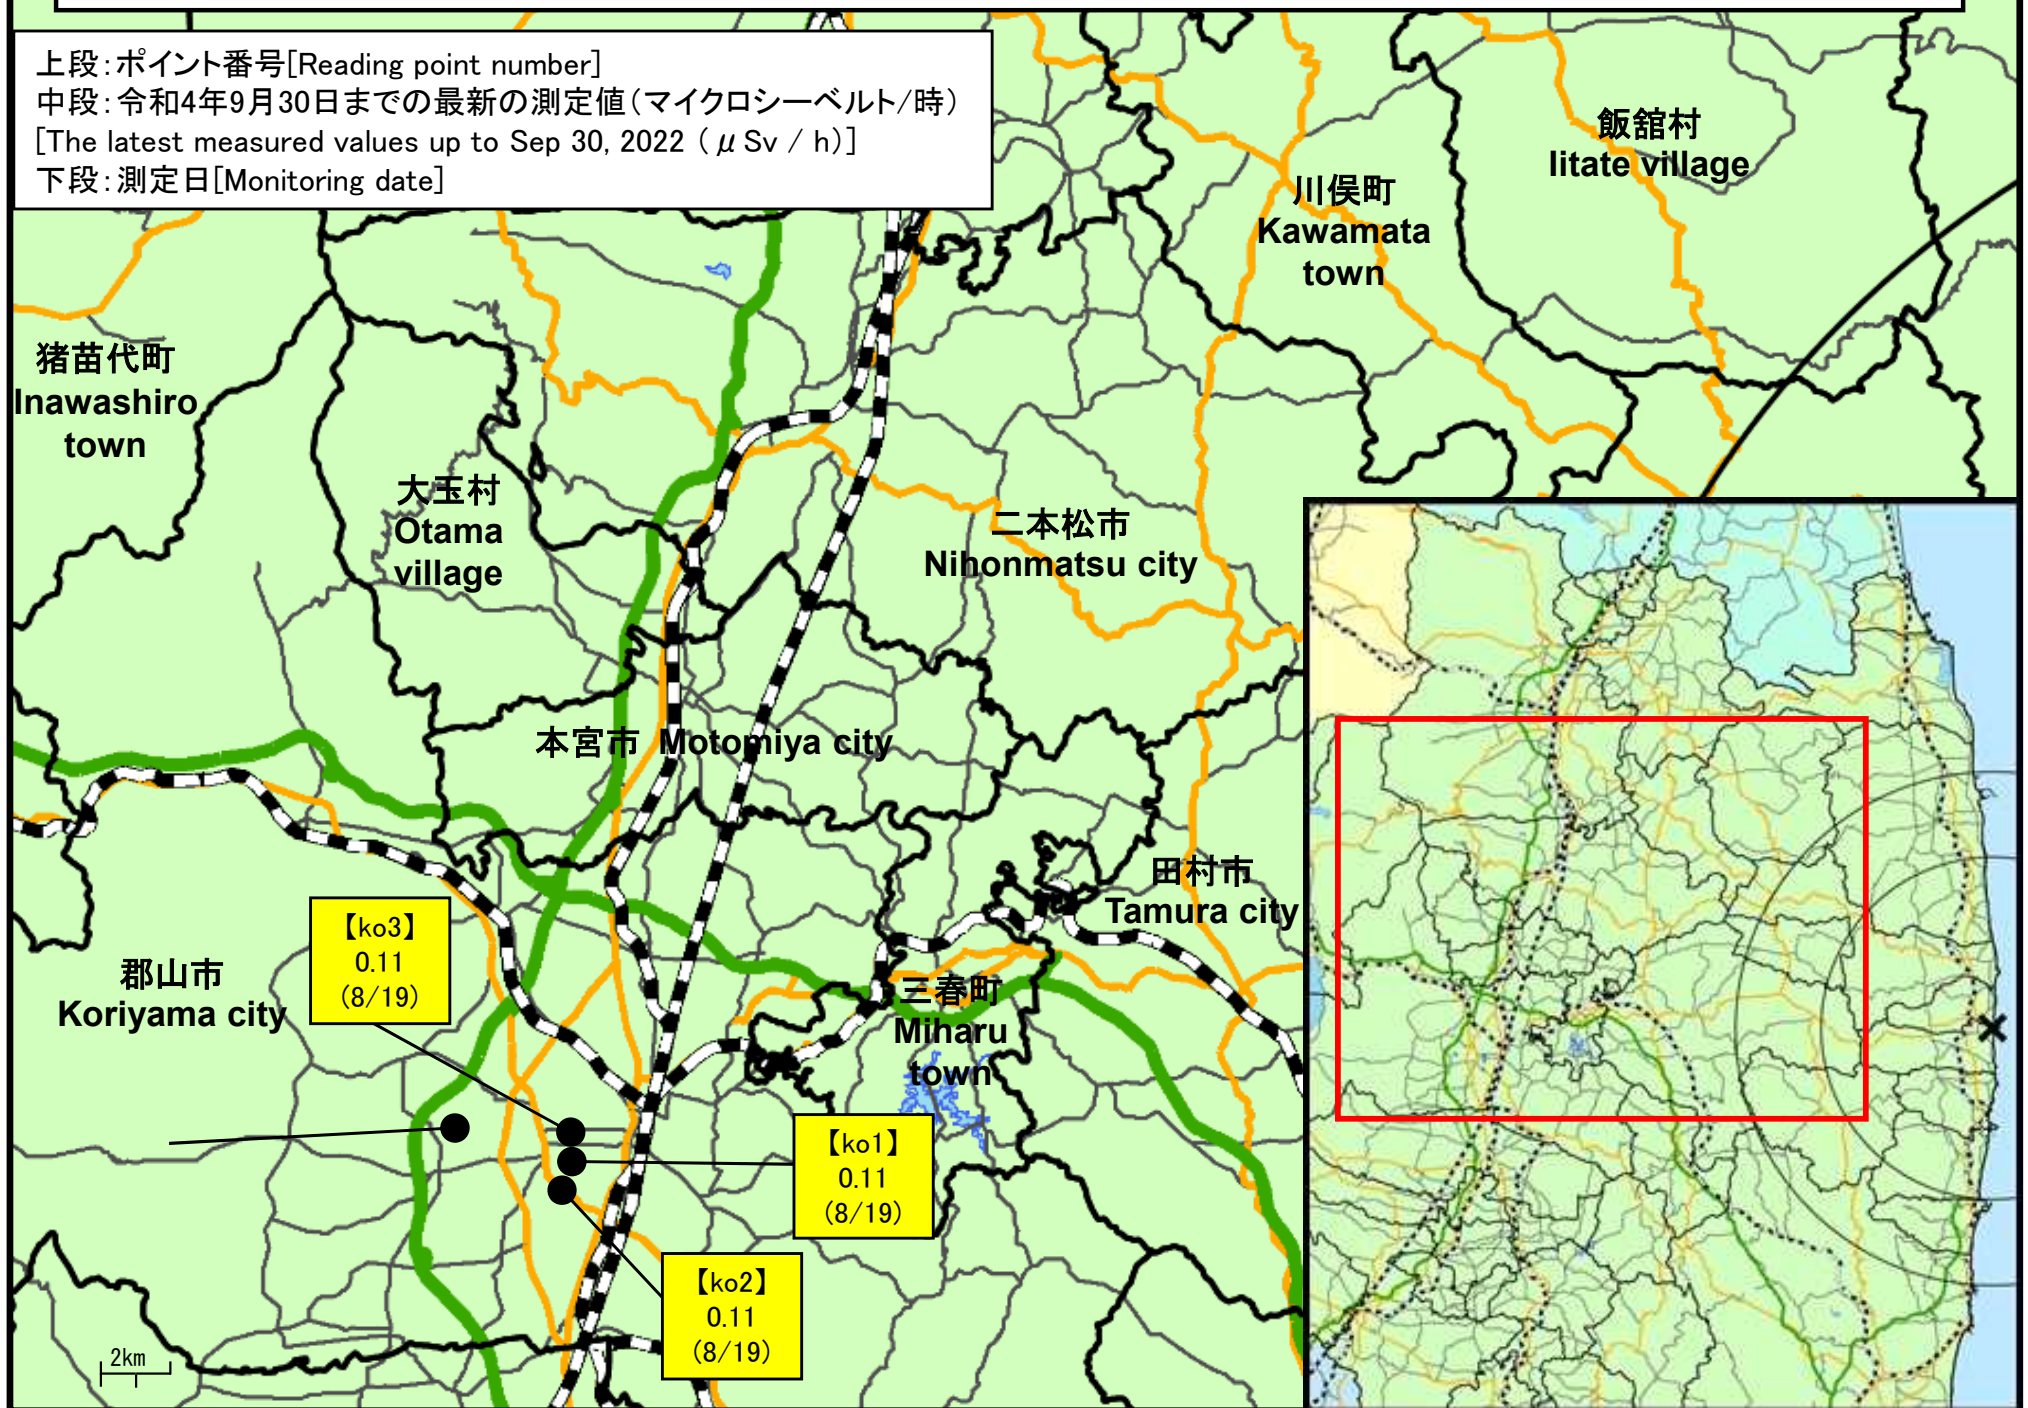 上段：ポイント番号[Reading point number]
中段：令和4年9月30日までの最新の測定値（マイクロシーベルト/時）
[The latest measured values up to Sep 30, 2022 （μSv / h）]
下段：測定日[Monitoring date]
飯舘村
Iitate village
川俣町
Kawamata
town
猪苗代町
Inawashiro
town
大玉村
Otama
village
二本松市
Nihonmatsu city
本宮市 Motomiya city
田村市
Tamura city
【ko3】
0.11
(8/19)
郡山市
Koriyama city
三春町
Miharu
town
【ko1】
0.11
(8/19)
【ko2】
0.11
(8/19)
2km